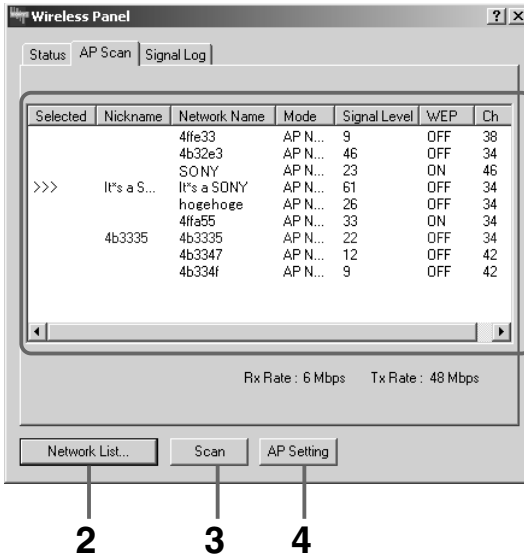 Wireless Panel
Status AP Scan Signal Log
Selected Nickname Network Name Mode Signal Level WEP Ch
4ffe33 AP N... 9 OFF 38
4b32e3 AP N... 46 OFF 34
SONY AP N... 23 ON 46
>>> It*s a S... It*s a SONY AP N... 61 OFF 34
hogehoge AP N... 26 OFF 34
4ffa55 AP N... 33 ON 34
4b3335 4b3335 AP N... 22 OFF 34
4b3347 AP N... 12 OFF 42
4b334f AP N... 9 OFF 42
Rx Rate : 6 Mbps Tx Rate : 48 Mbps
Network List... Scan AP Setting
2 3 4